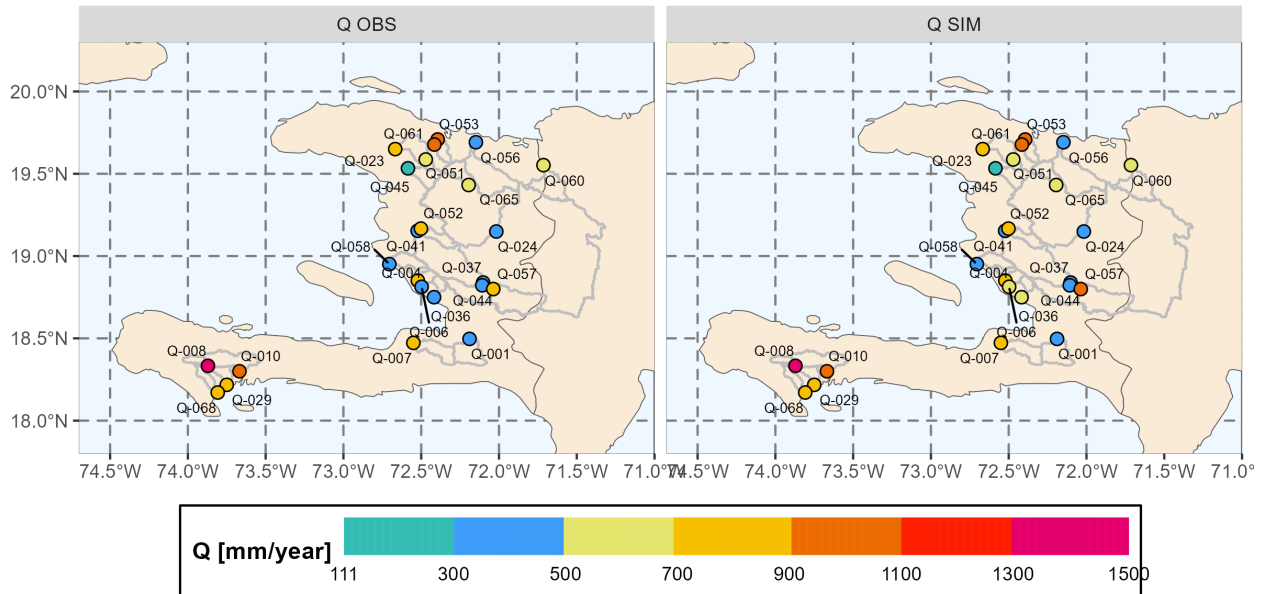 Q OBS
Q SIM
20.0°N
19.5°N
19.0°N
18.5°N
18.0°N
Q-053
Q-061
Q-023
Q-051
Q-056
Q-060
Q-045
Q-065
Q-052
Q-058
Q-041
Q-024
Q-004
Q-037
Q-057
Q-044
Q-036
Q-006
Q-007
Q-001
Q-008
Q-010
Q-068
Q-029
74.5°W 74.0°W 73.5°W 73.0°W 72.5°W 72.0°W 71.5°W 71.0°W
Q-053
Q-061
Q-023
Q-051
Q-056
Q-060
Q-045
Q-065
Q-052
Q-058
Q-041
Q-024
Q-004
Q-037
Q-057
Q-044
Q-036
Q-006
Q-007
Q-001
Q-008
Q-010
Q-068
Q-029
74.5°W 74.0°W 73.5°W 73.0°W 72.5°W 72.0°W 71.5°W 71.0°
Q [mm/year]
111 300 500 700 900 1100 1300 1500